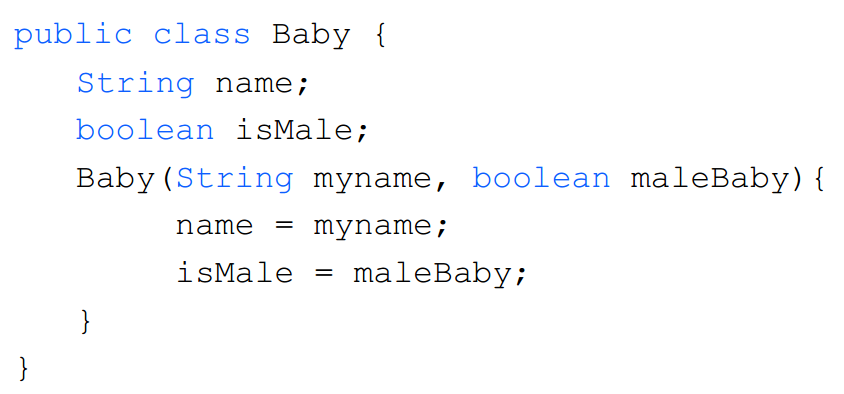 public class Baby {
String name;
boolean isMale;
Baby(String myname, boolean maleBaby){
name = myname;
isMale = maleBaby;
}
}